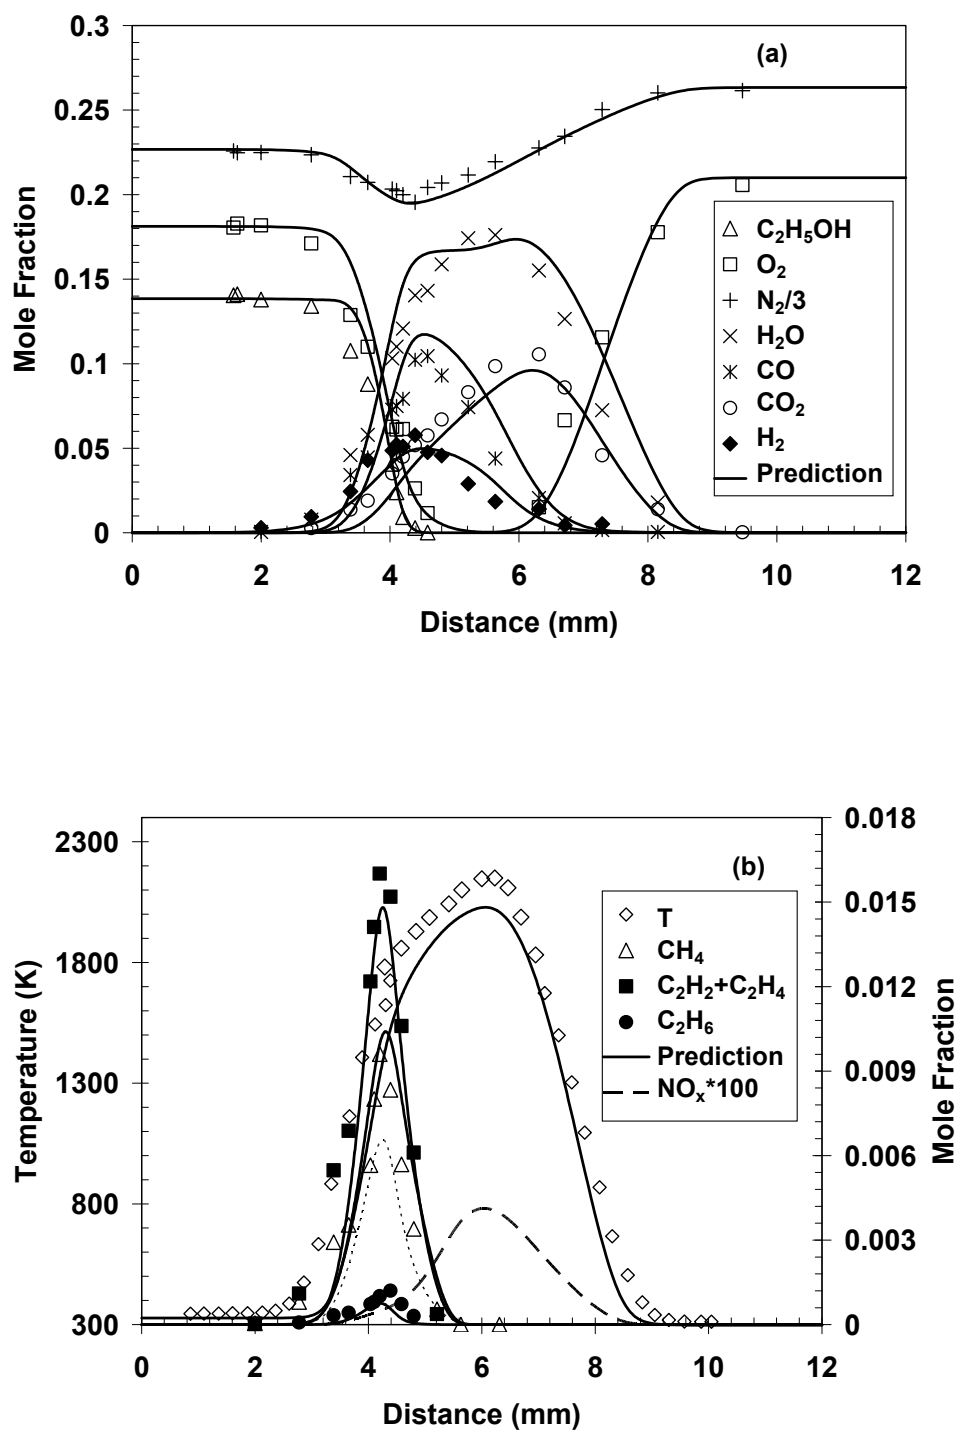 0.3
(a)
0.25
0.2
C₂H₅OH
O₂
N₂/3
0.15
H₂O
CO
0.1
CO₂
H₂
0.05
Prediction
0
0 2 4 6 8 10 12
Mole Fraction
Distance (mm)
0.018
2300
(b)
0.015
T
CH₄
1800
C₂H₂+C₂H₄
0.012
C₂H₆
Prediction
1300
NOₓ*100
0.009
0.006
800
0.003
300
0
0 2 4 6 8 10 12
Temperature (K)
Mole Fraction
Distance (mm)